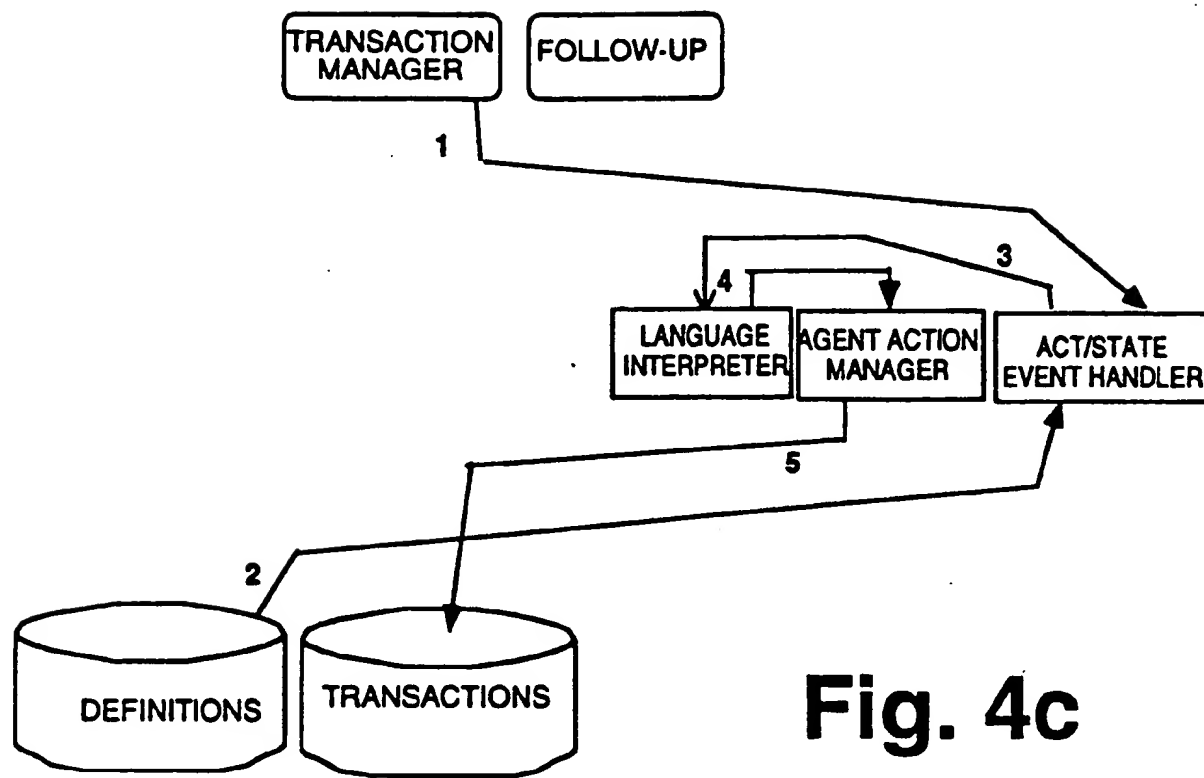 TRANSACTION
MANAGER
FOLLOW-UP
1
3
4
LANGUAGE
INTERPRETER
AGENT ACTION
MANAGER
ACT/STATE
EVENT HANDLER
5
2
DEFINITIONS
TRANSACTIONS
Fig. 4c